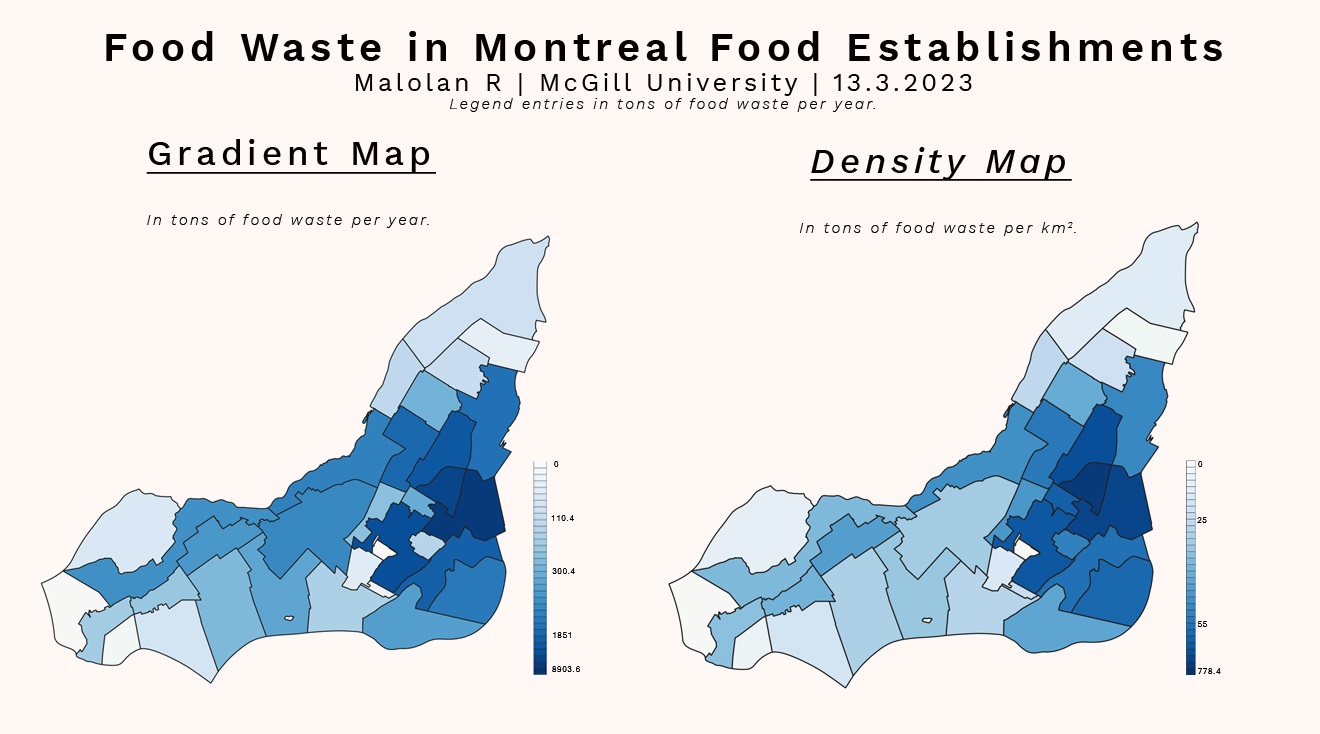 Food Waste in Montreal Food Establishments
Malolan R | McGill University | 13.3.2023
Legend entries in tons of food waste per year.
Gradient Map
In tons of food waste per year.
0
110.4
300.4
1851
8903.6
Density Map
In tons of food waste per km².
0
25
55
778.4